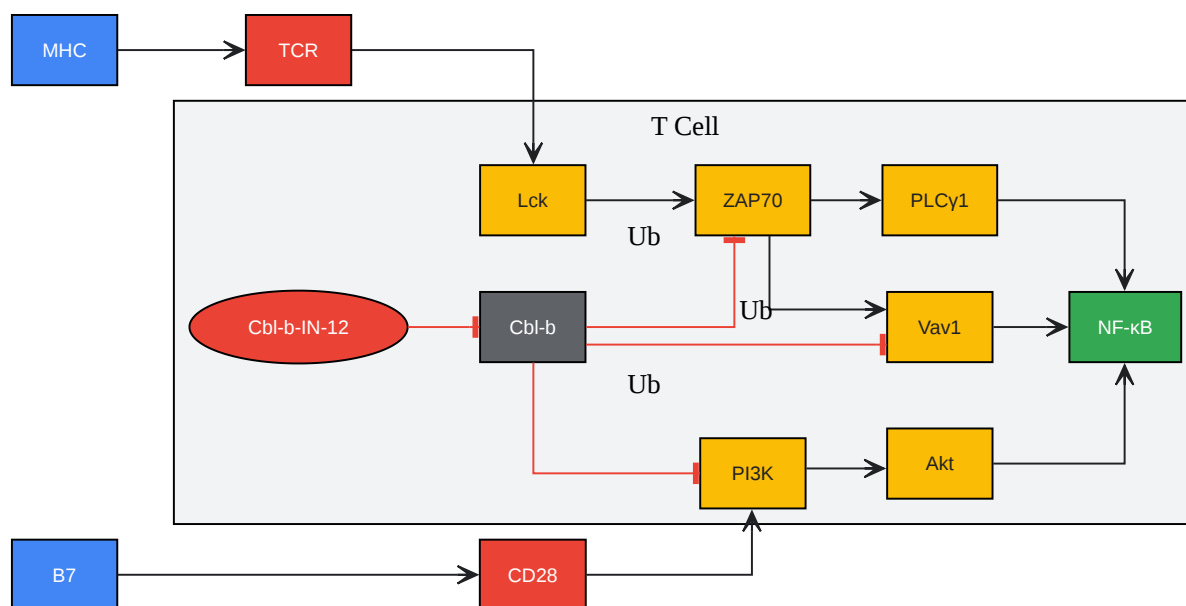 MHC
TCR
T Cell
Lck
ZAP70
PLCγ1
Ub
Cbl-b-IN-12
Cbl-b
Ub
Vav1
NF-κB
Ub
PI3K
Akt
B7
CD28